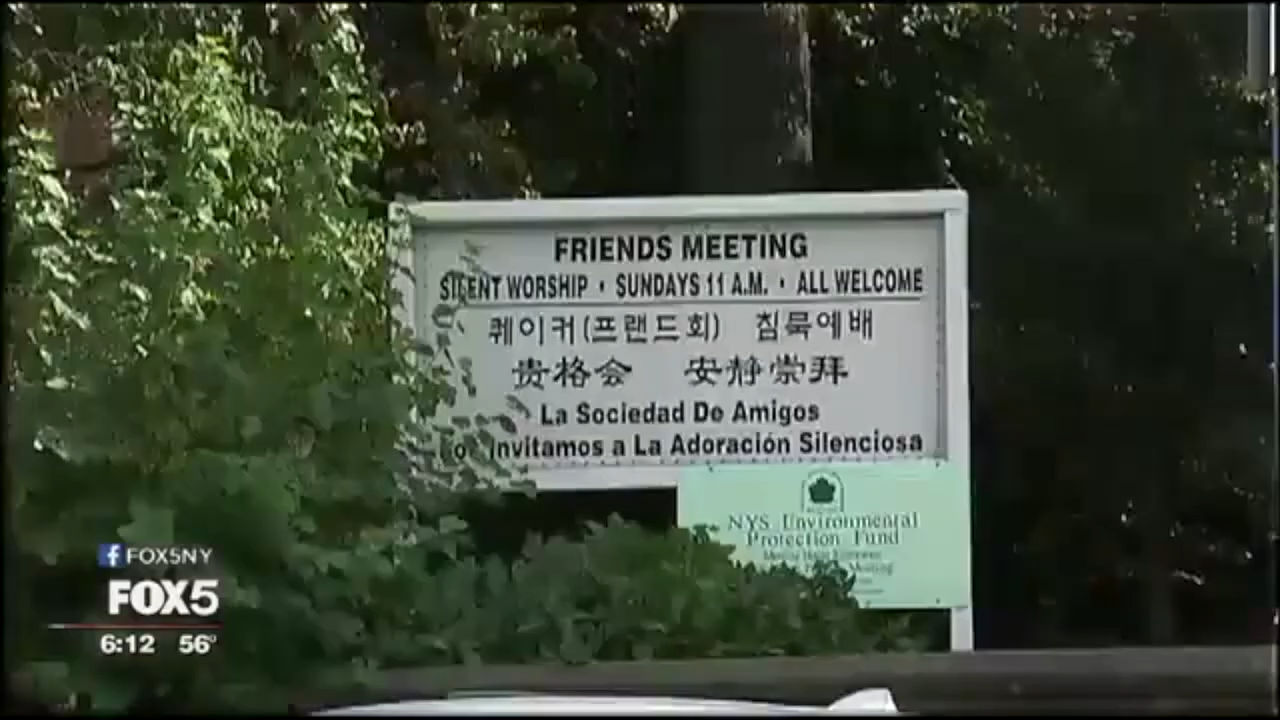 FRIENDS MEETING
SILENT WORSHIP • SUNDAYS 11 A.M. • ALL WELCOME
퀘이커(프랜드회) 침묵예배
贵格会 安静崇拜
La Sociedad De Amigos
invitamos a La Adoración Silenciosa
NYS Environmental
Protection Fund
Meeting
FOX5NY
FOX5
6:12 56°